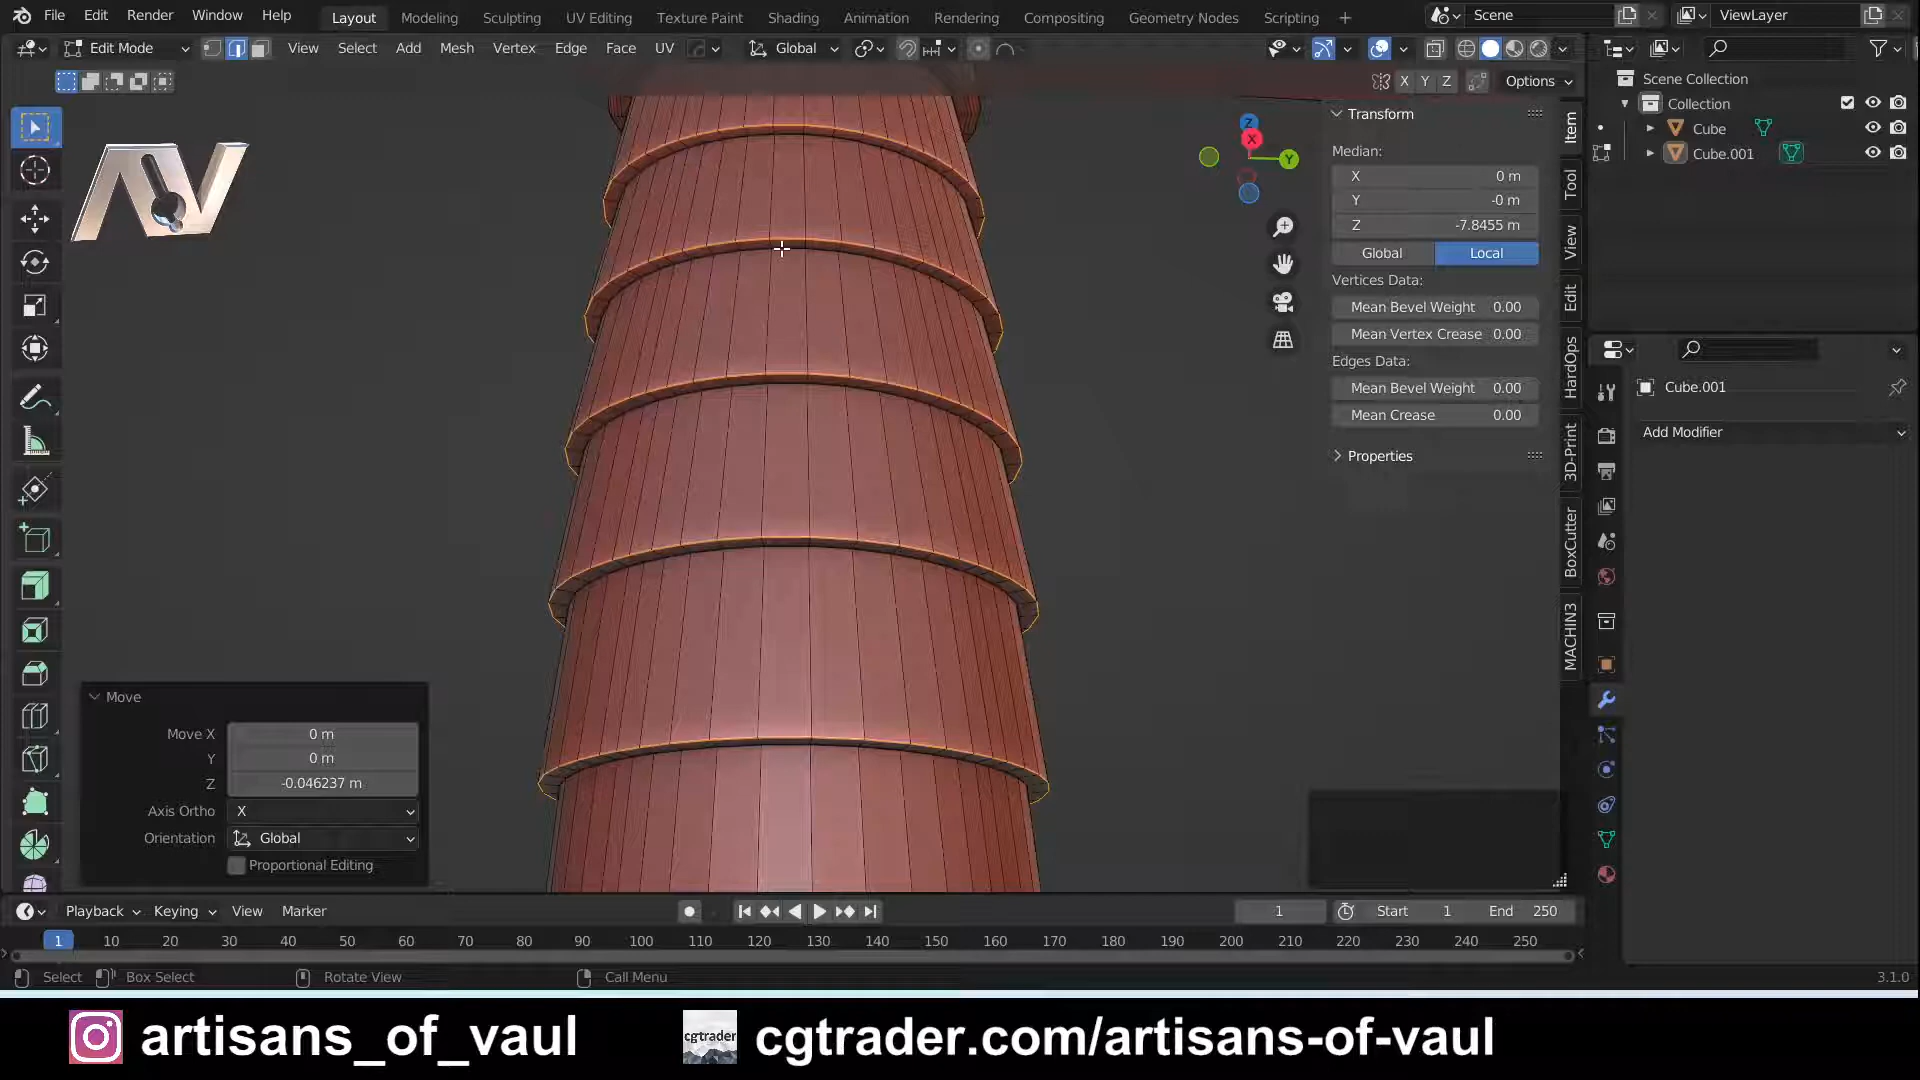 File Edit Render Window Help Layout Modeling Sculpting UV Editing Texture Paint Shading Animation Rendering Compositing Geometry Nodes Scripting + Scene ViewLayer
Edit Mode View Select Add Mesh Vertex Edge Face UV Global
X Y Z Options
Scene Collection
Collection
Cube
Cube.001
Transform
Median:
X 0 m
Y -0 m
Z -7.8455 m
Global Local
Vertices Data:
Mean Bevel Weight 0.00
Mean Vertex Crease 0.00
Edges Data:
Mean Bevel Weight 0.00
Mean Crease 0.00
Properties
Item
Tool
View
Edit
HardOps
3D-Print
BoxCutter
MACHIN3
Z
X
Y
AV
Cube.001
Add Modifier
Move
Move X 0 m
Y 0 m
Z -0.046237 m
Axis Ortho X
Orientation Global
Proportional Editing
Playback Keying View Marker 1 Start 1 End 250
1 10 20 30 40 50 60 70 80 90 100 110 120 130 140 150 160 170 180 190 200 210 220 230 240 250
Select Box Select Rotate View Call Menu 3.1.0
artisans_of_vaul cgtrader cgtrader.com/artisans-of-vaul